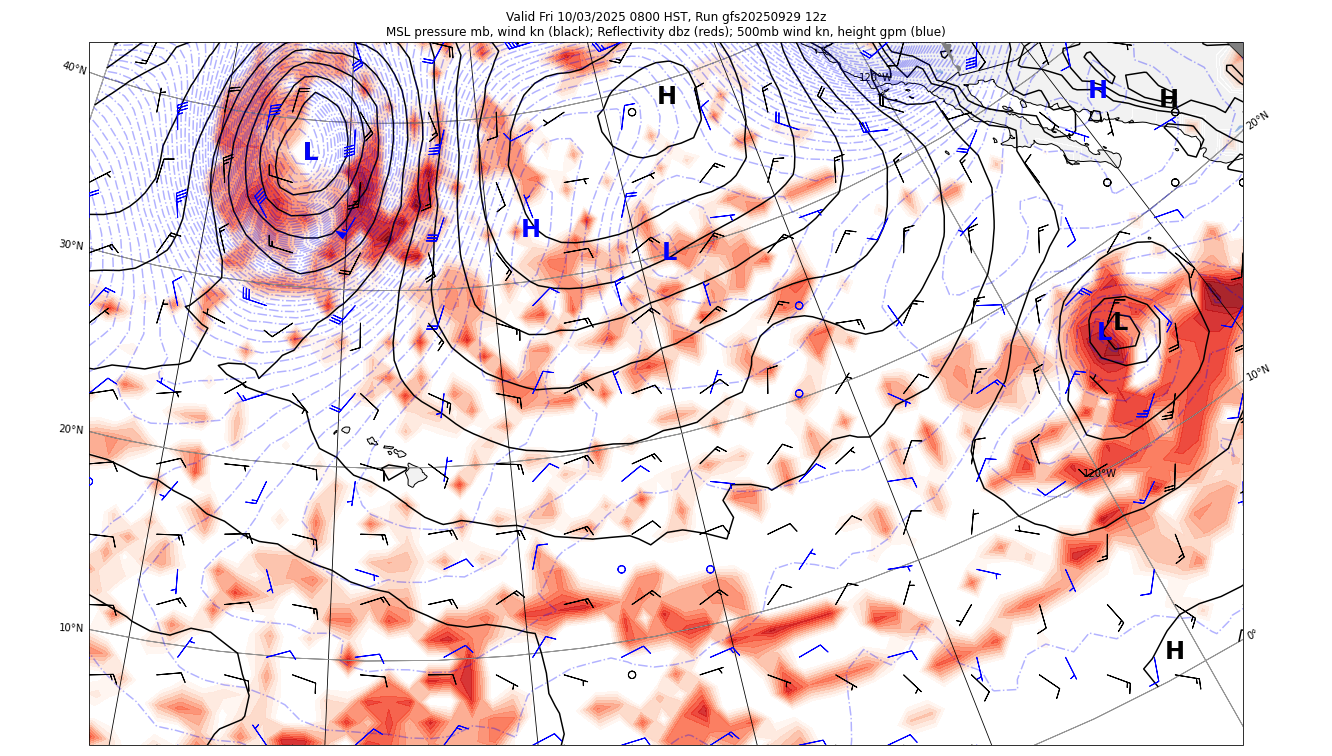 Valid Fri 10/03/2025 0800 HST, Run gfs20250929 12z
MSL pressure mb, wind kn (black); Reflectivity dbz (reds); 500mb wind kn, height gpm (blue)
40°N
120°W
H
H
H
20°N
L
H
30°N
L
L
L
10°N
20°N
120°W
10°N
0°
H